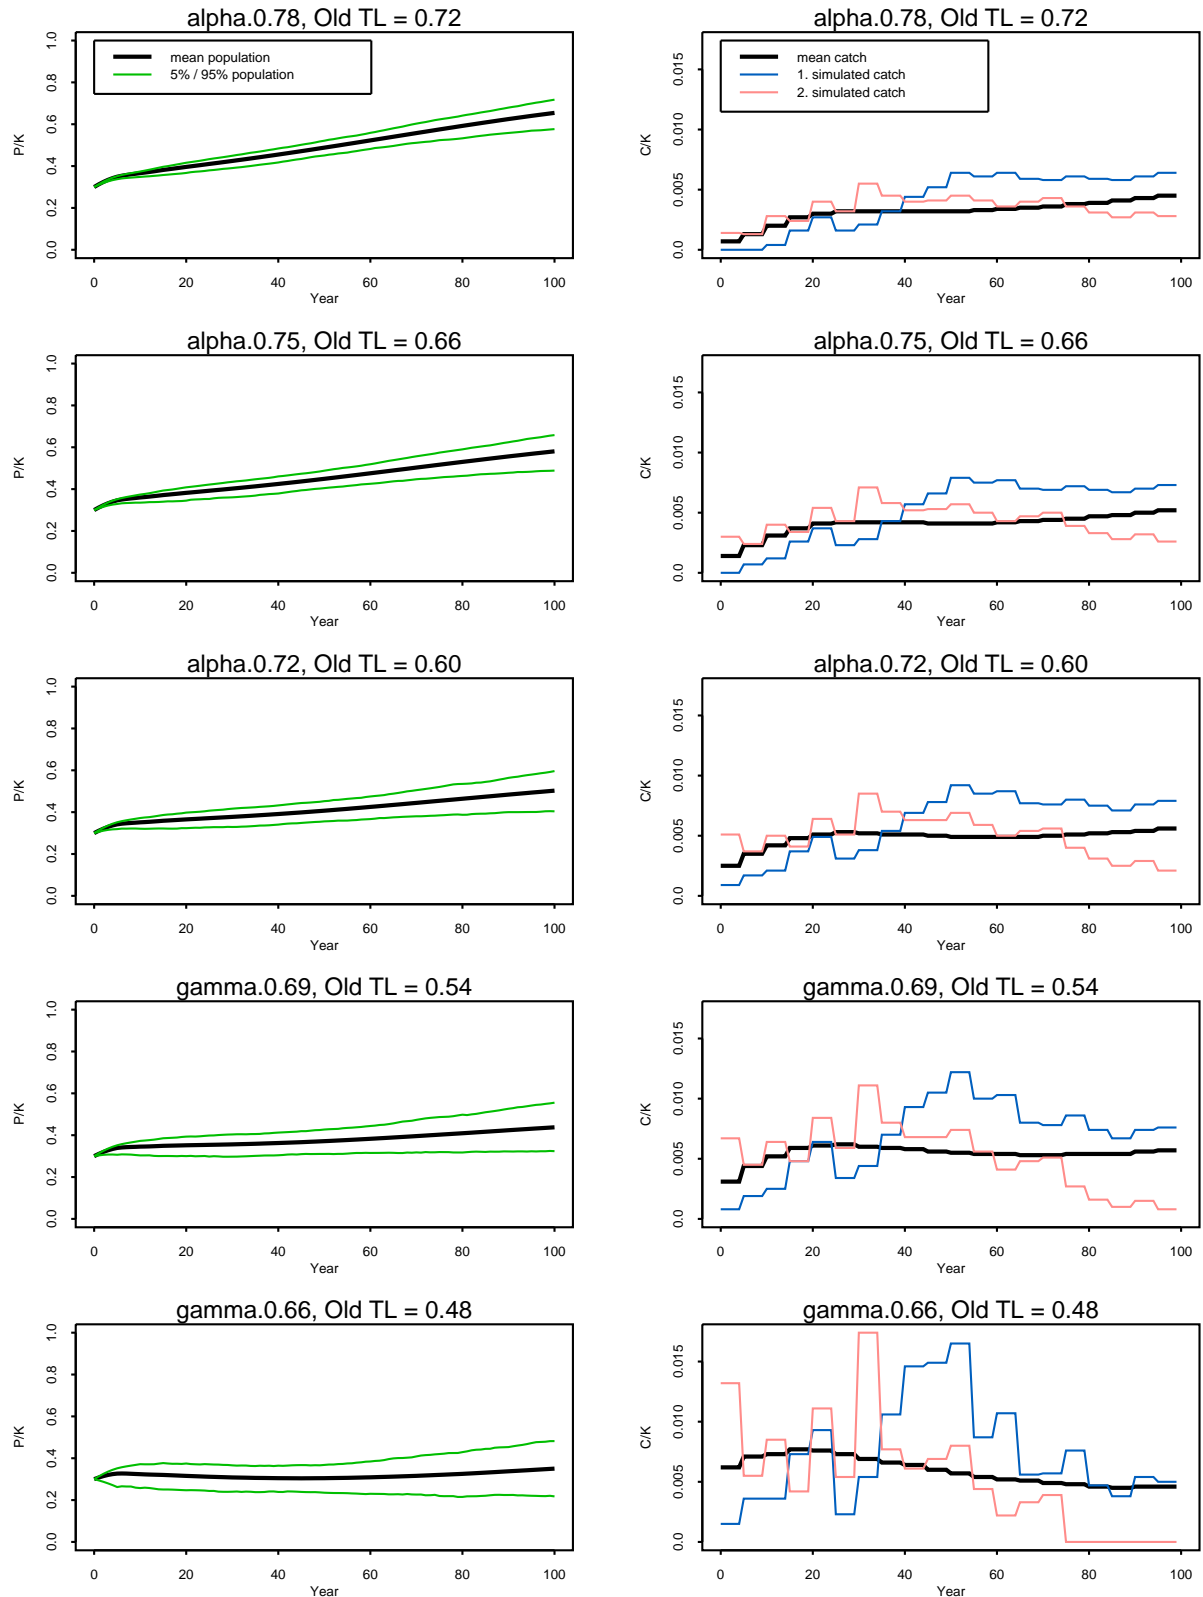 alpha.0.78, Old TL = 0.72
P/K
0.0 0.2 0.4 0.6 0.8 1.0
mean population
5% / 95% population
0 20 40 60 80 100
Year
alpha.0.78, Old TL = 0.72
C/K
0.0 0.005 0.010 0.015
mean catch
1. simulated catch
2. simulated catch
0 20 40 60 80 100
Year
alpha.0.75, Old TL = 0.66
P/K
0.0 0.2 0.4 0.6 0.8 1.0
0 20 40 60 80 100
Year
alpha.0.75, Old TL = 0.66
C/K
0.0 0.005 0.010 0.015
0 20 40 60 80 100
Year
alpha.0.72, Old TL = 0.60
P/K
0.0 0.2 0.4 0.6 0.8 1.0
0 20 40 60 80 100
Year
alpha.0.72, Old TL = 0.60
C/K
0.0 0.005 0.010 0.015
0 20 40 60 80 100
Year
gamma.0.69, Old TL = 0.54
P/K
0.0 0.2 0.4 0.6 0.8 1.0
0 20 40 60 80 100
Year
gamma.0.69, Old TL = 0.54
C/K
0.0 0.005 0.010 0.015
0 20 40 60 80 100
Year
gamma.0.66, Old TL = 0.48
P/K
0.0 0.2 0.4 0.6 0.8 1.0
0 20 40 60 80 100
Year
gamma.0.66, Old TL = 0.48
C/K
0.0 0.005 0.010 0.015
0 20 40 60 80 100
Year